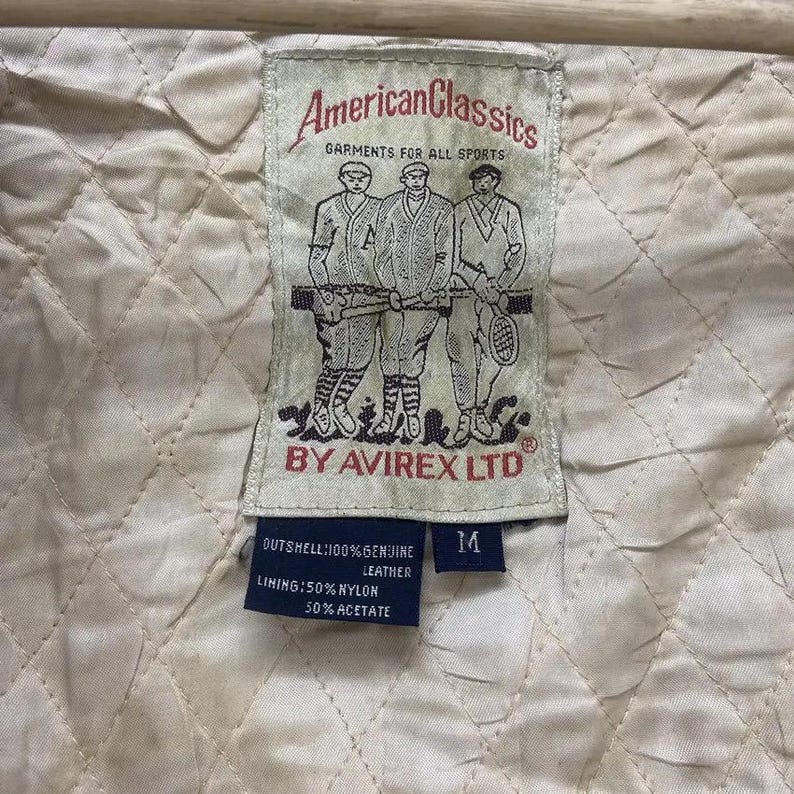 AmericanClassics
GARMENTS FOR ALL SPORTS
A
BY AVIREX LTD®
OUTSHELL:100%GENUINE
LEATHER
LINING:50%NYLON
50%ACETATE
M